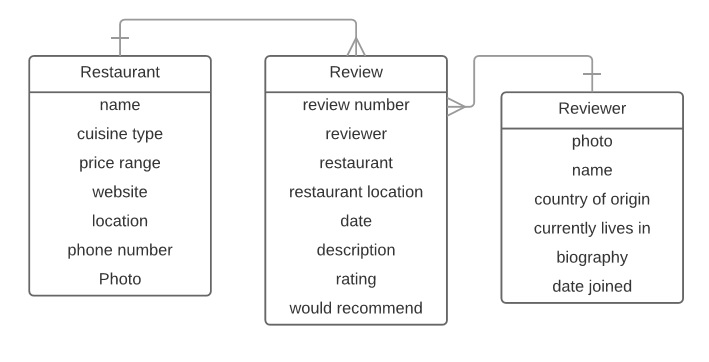 Restaurant
name
cuisine type
price range
website
location
phone number
Photo
Review
review number
reviewer
restaurant
restaurant location
date
description
rating
would recommend
Reviewer
photo
name
country of origin
currently lives in
biography
date joined